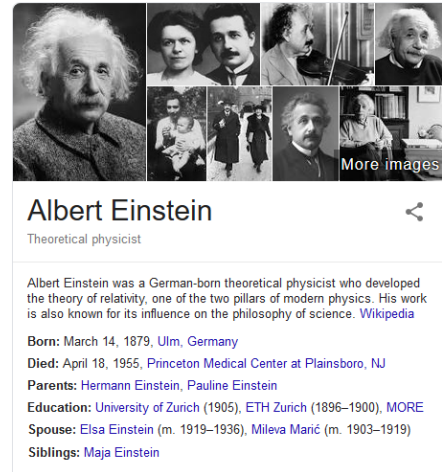 More images
Albert Einstein
Theoretical physicist
Albert Einstein was a German-born theoretical physicist who developed
the theory of relativity, one of the two pillars of modern physics. His work
is also known for its influence on the philosophy of science. Wikipedia
Born: March 14, 1879, Ulm, Germany
Died: April 18, 1955, Princeton Medical Center at Plainsboro, NJ
Parents: Hermann Einstein, Pauline Einstein
Education: University of Zurich (1905), ETH Zurich (1896–1900), MORE
Spouse: Elsa Einstein (m. 1919–1936), Mileva Marić (m. 1903–1919)
Siblings: Maja Einstein